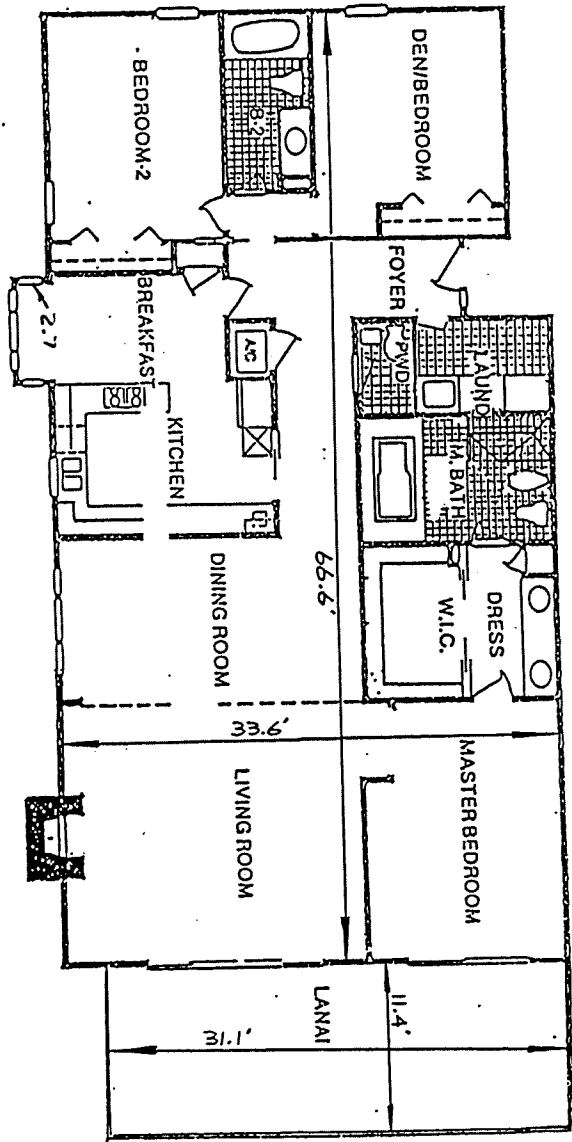 DEN/BEDROOM
B-2
· BEDROOM-2
FOYER
"PWD
LAUND
M. BATH
W.I.C.
DRESS
A/C
BREAKFAST
2.7
KITCHEN
DINING ROOM
66.6'
33.6'
LIVING ROOM
MASTER BEDROOM
LANAI
11.4'
31.1'